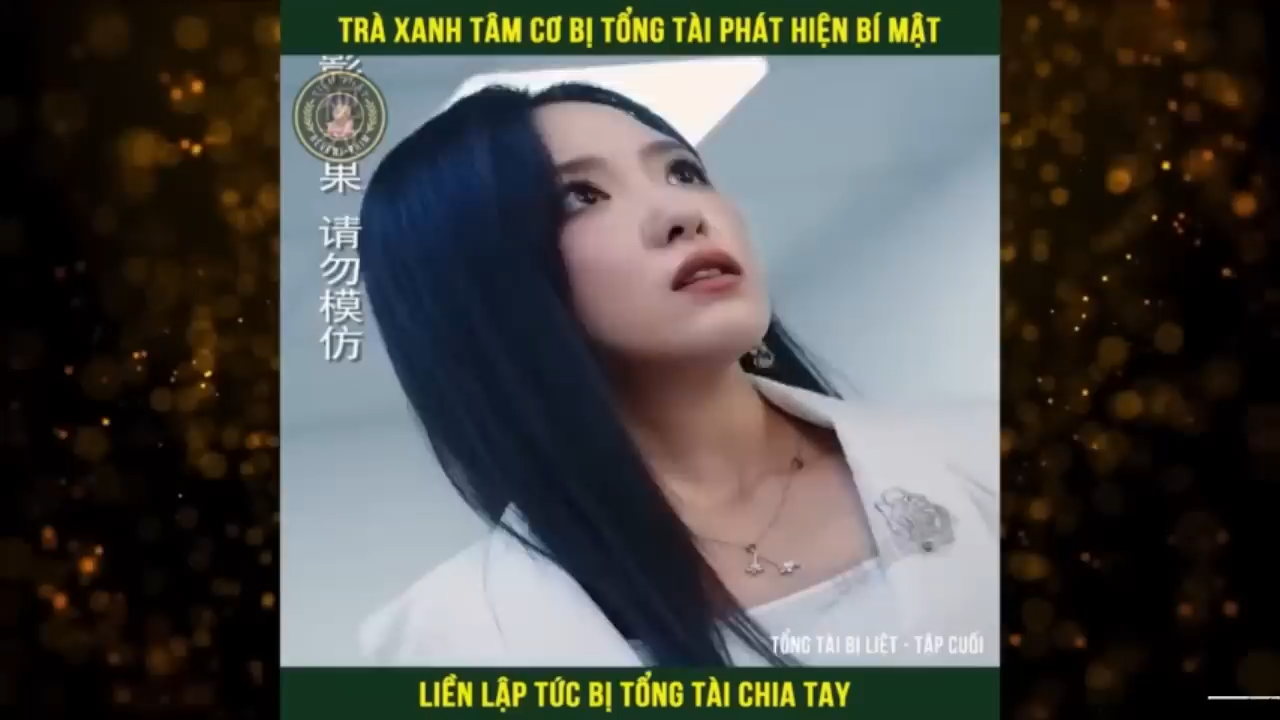 TRÀ XANH TÂM CƠ BỊ TỔNG TÀI PHÁT HIỆN BÍ MẬT
果 请勿模仿
TỔNG TÀI BỊ LIỆT - TẬP CUỐI
LIỀN LẬP TỨC BỊ TỔNG TÀI CHIA TAY